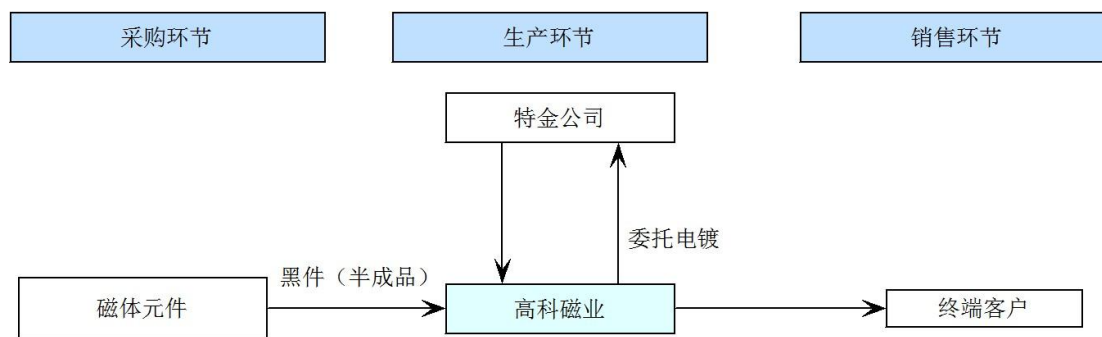 采购环节
生产环节
销售环节
特金公司
委托电镀
黑件（半成品）
磁体元件
高科磁业
终端客户